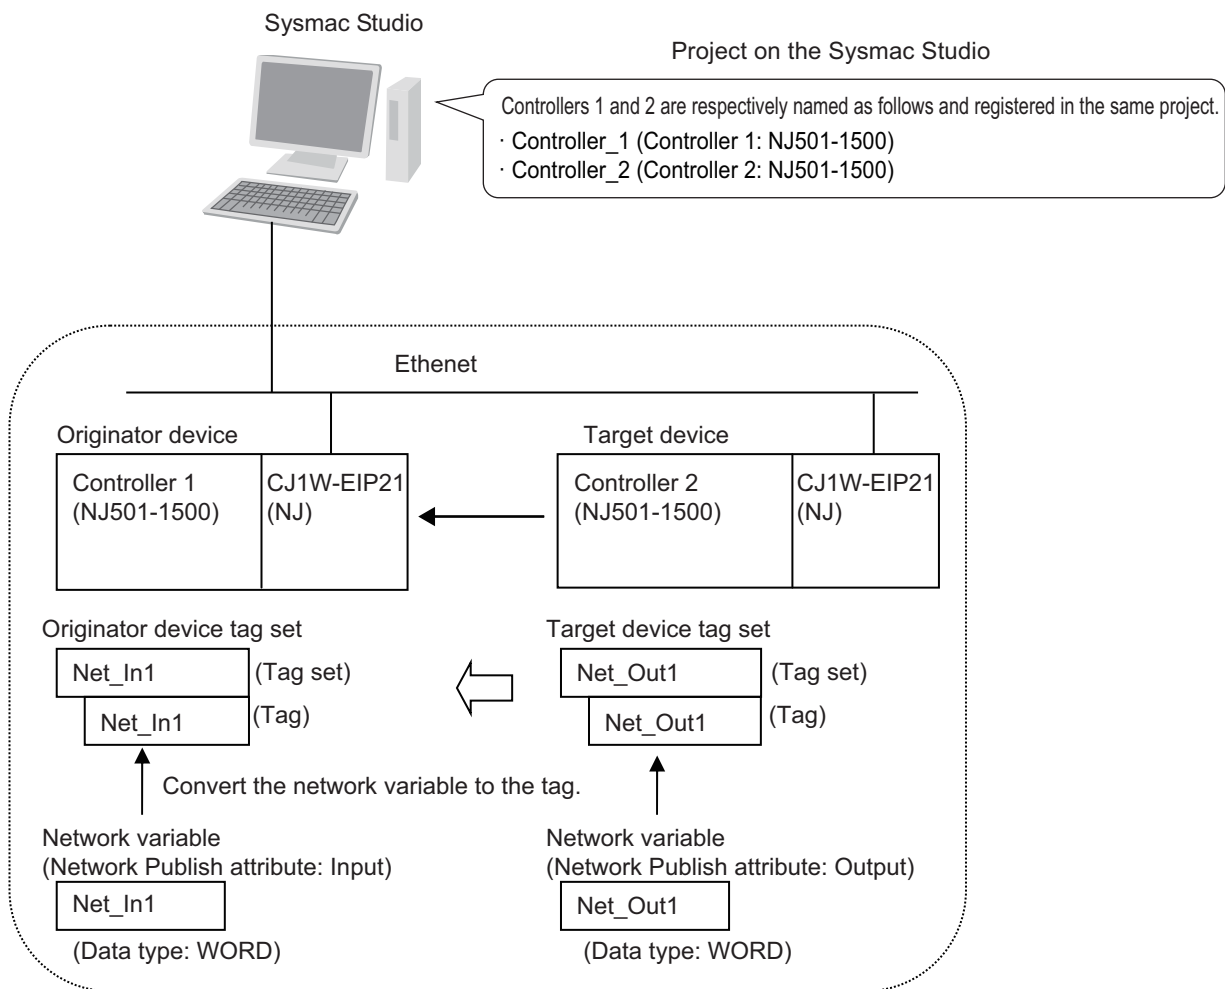 Sysmac Studio
Project on the Sysmac Studio
Controllers 1 and 2 are respectively named as follows and registered in the same project.
· Controller_1 (Controller 1: NJ501-1500)
· Controller_2 (Controller 2: NJ501-1500)
Ethenet
Originator device
Target device
Controller 1
(NJ501-1500)
CJ1W-EIP21
(NJ)
Controller 2
(NJ501-1500)
CJ1W-EIP21
(NJ)
Originator device tag set
Target device tag set
Net_In1
(Tag set)
Net_In1
(Tag)
Net_Out1
(Tag set)
Net_Out1
(Tag)
Convert the network variable to the tag.
Network variable
(Network Publish attribute: Input)
Net_In1
(Data type: WORD)
Network variable
(Network Publish attribute: Output)
Net_Out1
(Data type: WORD)